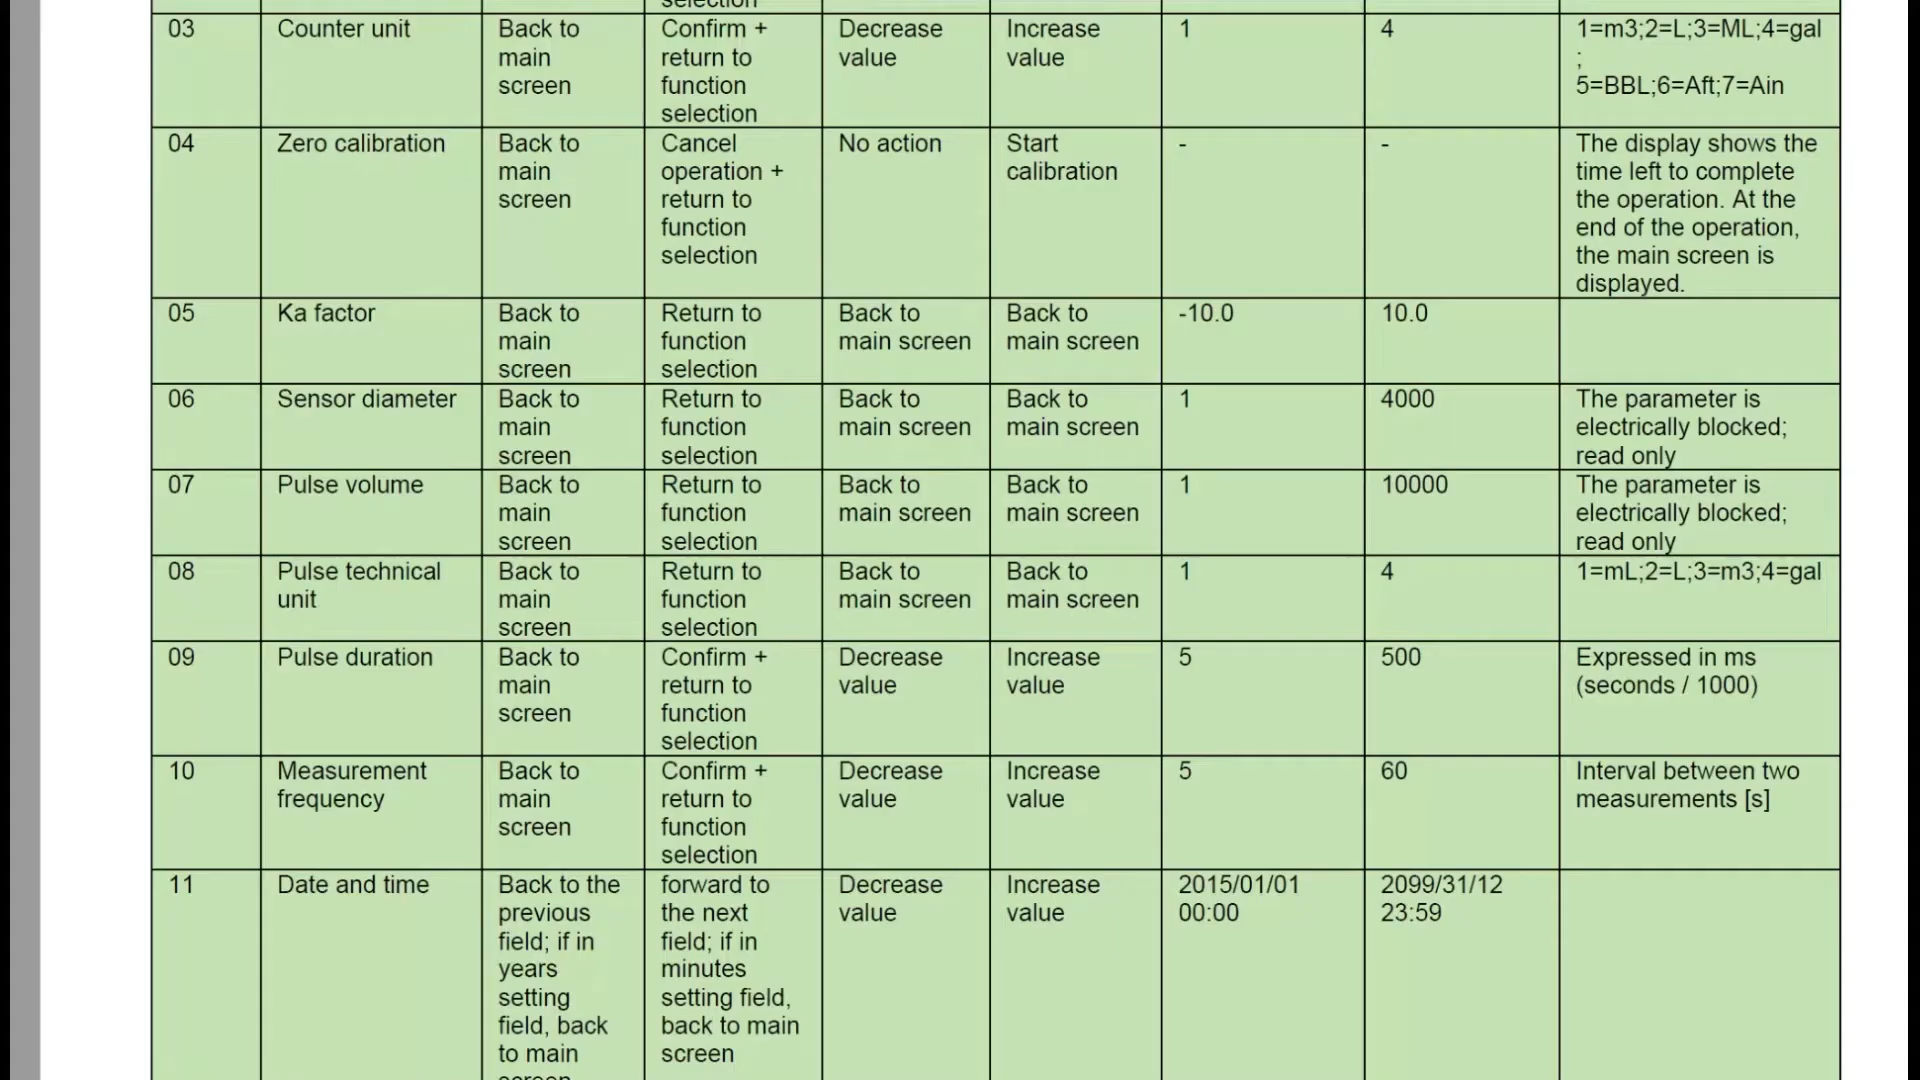 selection
03 Counter unit Back to Confirm + Decrease Increase 1 4 1=m3;2=L;3=ML;4=gal
main return to value value ;
screen function 5=BBL;6=Aft;7=Ain
selection
04 Zero calibration Back to Cancel No action Start - - The display shows the
main operation + calibration time left to complete
screen return to the operation. At the
function end of the operation,
selection the main screen is
displayed.
05 Ka factor Back to Return to Back to Back to -10.0 10.0
main function main screen main screen
screen selection
06 Sensor diameter Back to Return to Back to Back to 1 4000 The parameter is
main function main screen main screen electrically blocked;
screen selection read only
07 Pulse volume Back to Return to Back to Back to 1 10000 The parameter is
main function main screen main screen electrically blocked;
screen selection read only
08 Pulse technical Back to Return to Back to Back to 1 4 1=mL;2=L;3=m3;4=gal
unit main function main screen main screen
screen selection
09 Pulse duration Back to Confirm + Decrease Increase 5 500 Expressed in ms
main return to value value (seconds / 1000)
screen function
selection
10 Measurement Back to Confirm + Decrease Increase 5 60 Interval between two
frequency main return to value value measurements [s]
screen function
selection
11 Date and time Back to the forward to Decrease Increase 2015/01/01 2099/31/12
previous the next value value 00:00 23:59
field; if in field; if in
years minutes
setting setting field,
field, back back to main
to main screen
screen